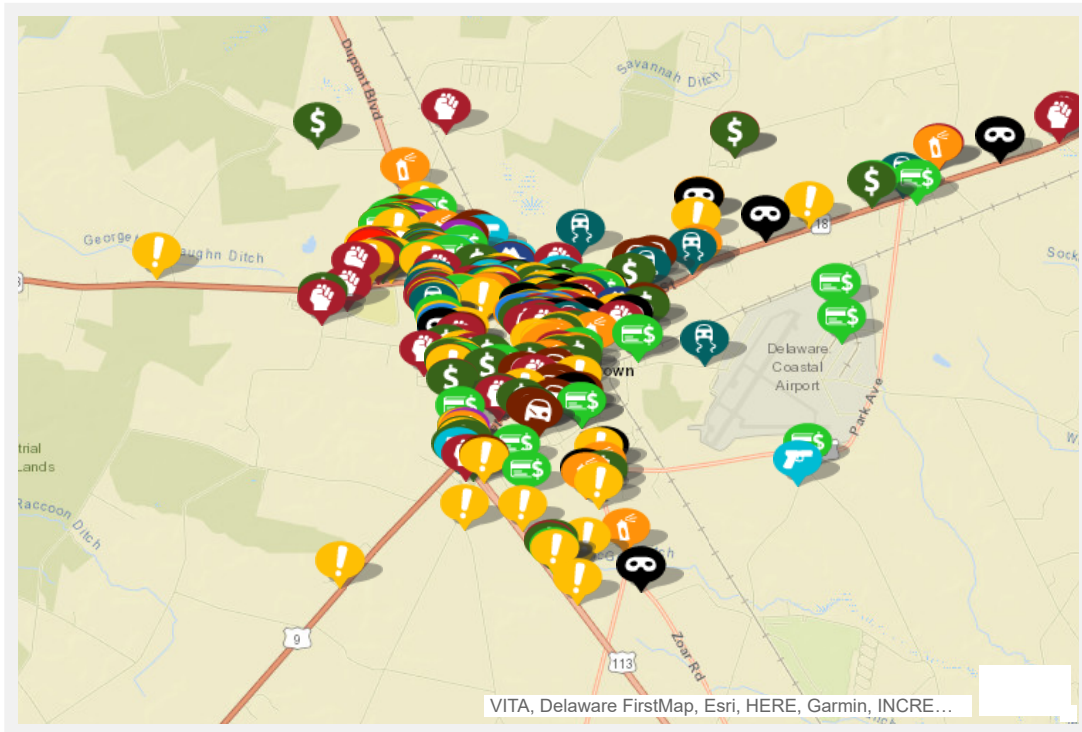 Dupont Blvd
Savannah Ditch
$
$
18
George
aughn Ditch
Sock
$
$
$
own
Delaware
Coastal
Airport
Park Ave
$
$
$
$
$
$
$
$
trial
Lands
Raccoon Ditch
W
9
113
Zoar Rd
VITA, Delaware FirstMap, Esri, HERE, Garmin, INCRE…